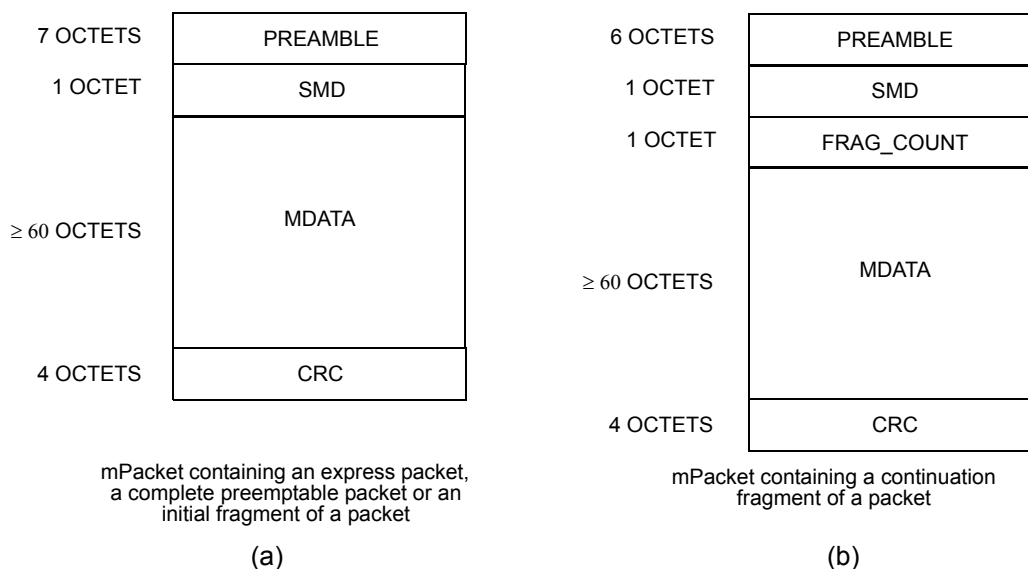 7 OCTETS PREAMBLE
1 OCTET SMD
≥ 60 OCTETS MDATA
4 OCTETS CRC
mPacket containing an express packet,
a complete preemptable packet or an
initial fragment of a packet
(a)
6 OCTETS PREAMBLE
1 OCTET SMD
1 OCTET FRAG_COUNT
≥ 60 OCTETS MDATA
4 OCTETS CRC
mPacket containing a continuation
fragment of a packet
(b)